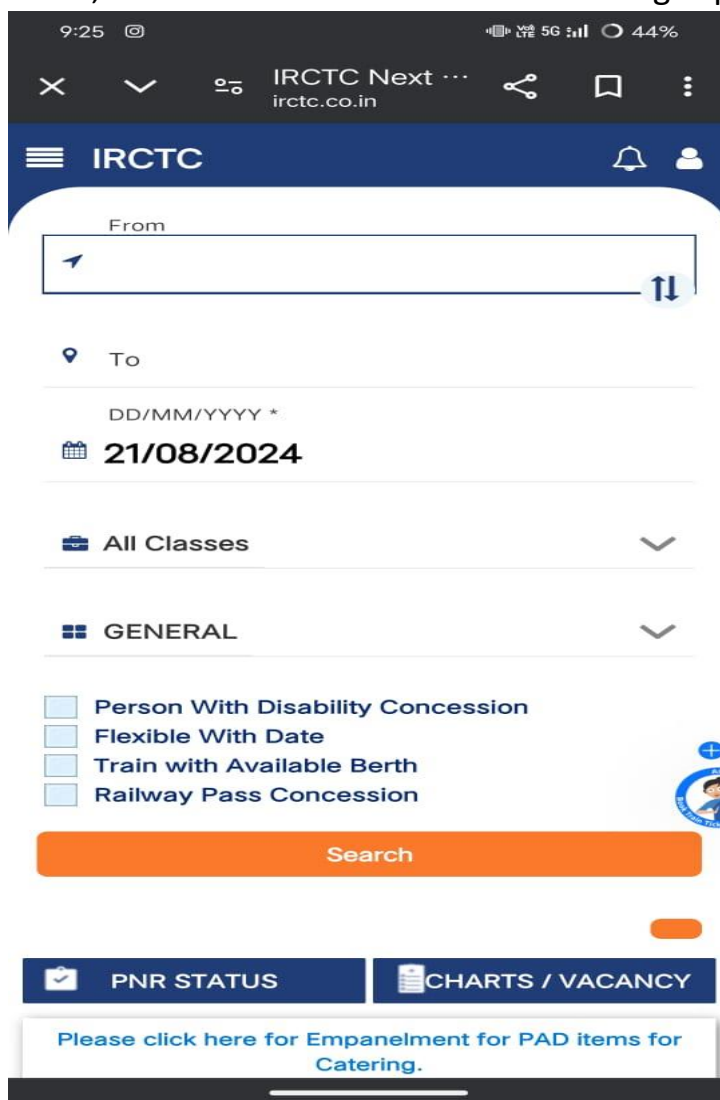 9:25
5G 44%
IRCTC Next ...
irctc.co.in
IRCTC
From
To
DD/MM/YYYY *
21/08/2024
All Classes
GENERAL
Person With Disability Concession
Flexible With Date
Train with Available Berth
Railway Pass Concession
Search
PNR STATUS
CHARTS / VACANCY
Please click here for Empanelment for PAD items for
Catering.